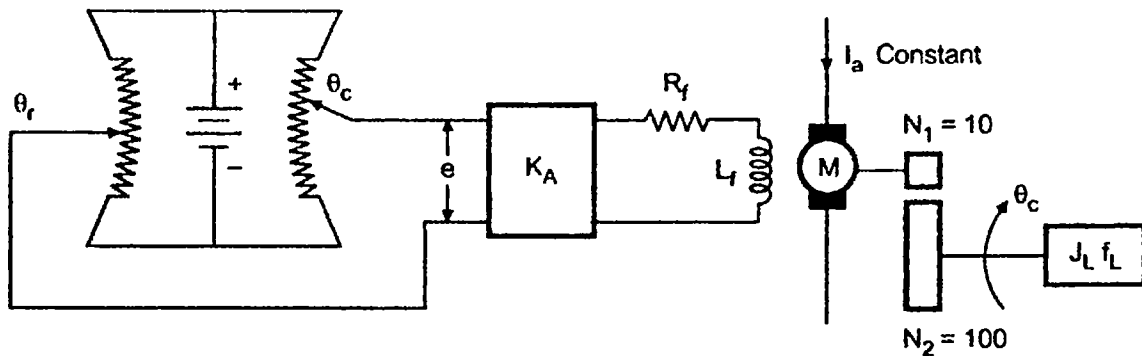 θr
+
−
θc
e
KA
Rf
Lf
Ia Constant
M
N1 = 10
θc
JL fL
N2 = 100